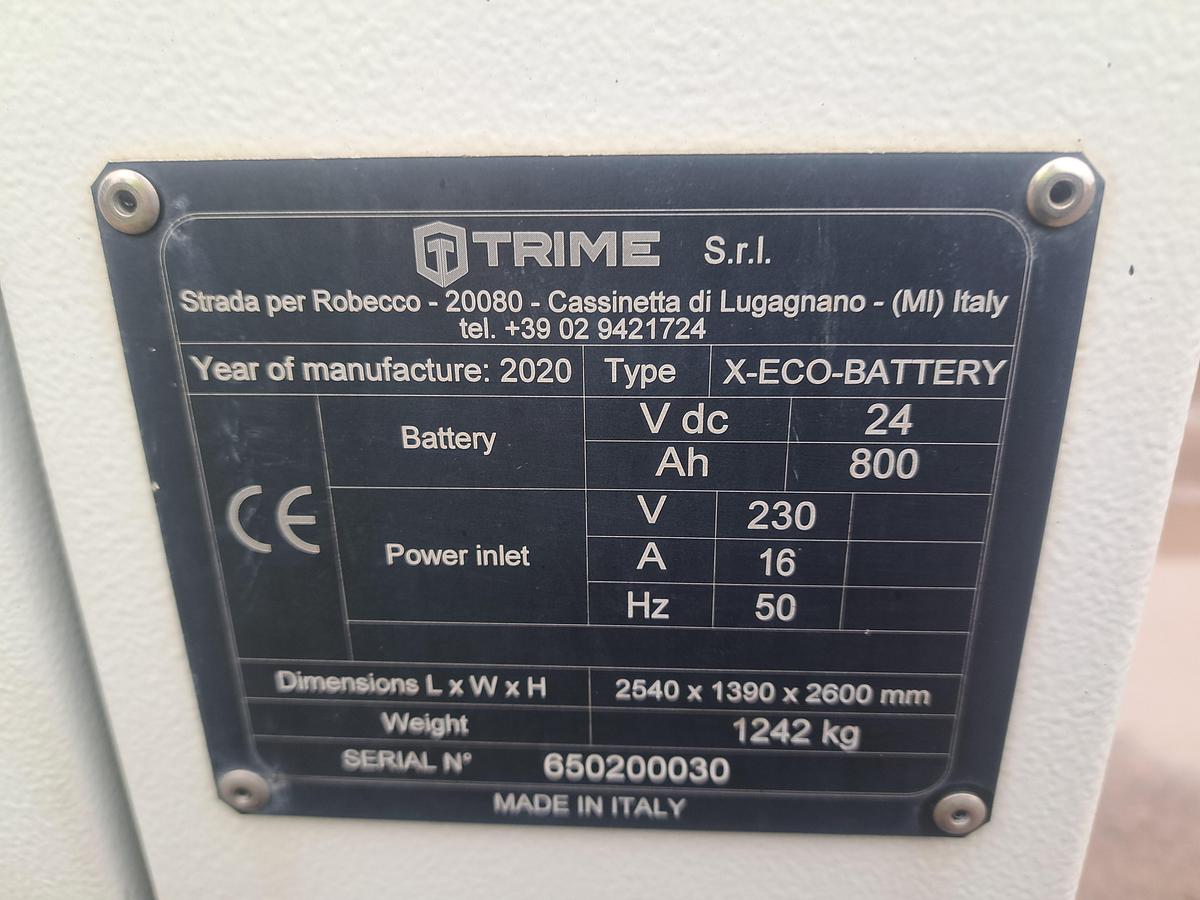 TRIME S.r.l.
Strada per Robecco - 20080 - Cassinetta di Lugagnano - (MI) Italy
tel. +39 02 9421724
Year of manufacture: 2020 Type X-ECO-BATTERY
Battery V dc 24
Ah 800
CE
Power inlet V 230
A 16
Hz 50
Dimensions L x W x H 2540 x 1390 x 2600 mm
Weight 1242 kg
SERIAL N° 650200030
MADE IN ITALY